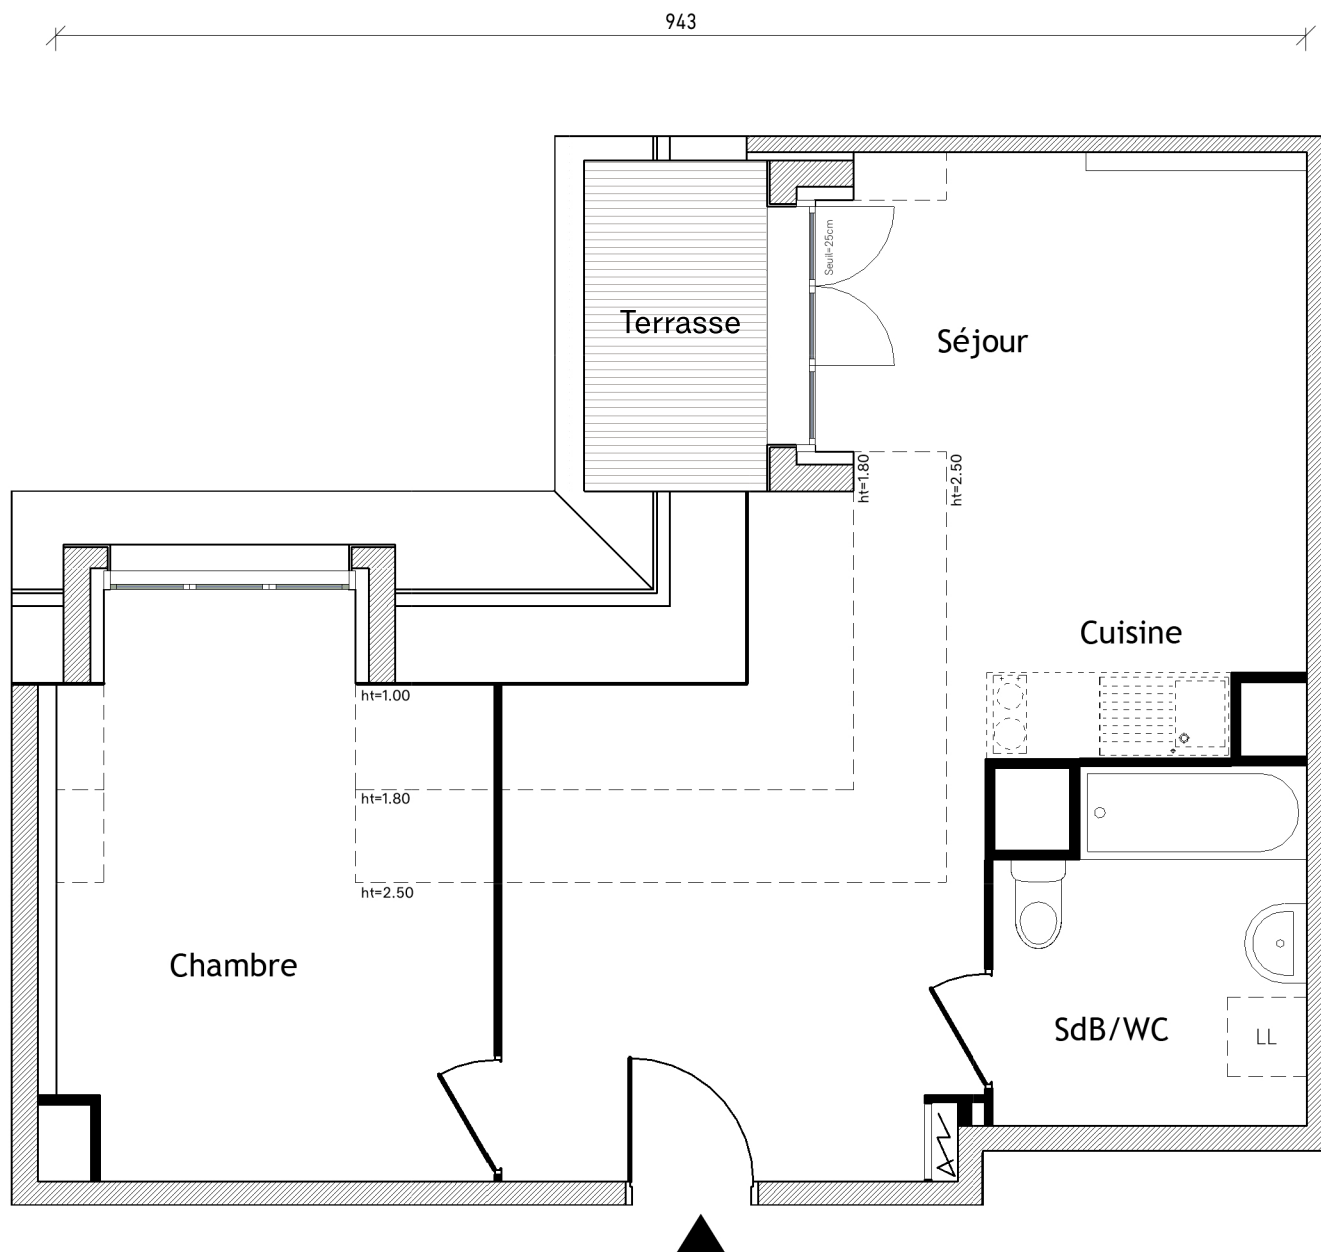 943
Seuil=25cm
Terrasse
Séjour
ht=1.80
ht=2.50
Cuisine
ht=1.00
ht=1.80
ht=2.50
Chambre
SdB/WC
LL